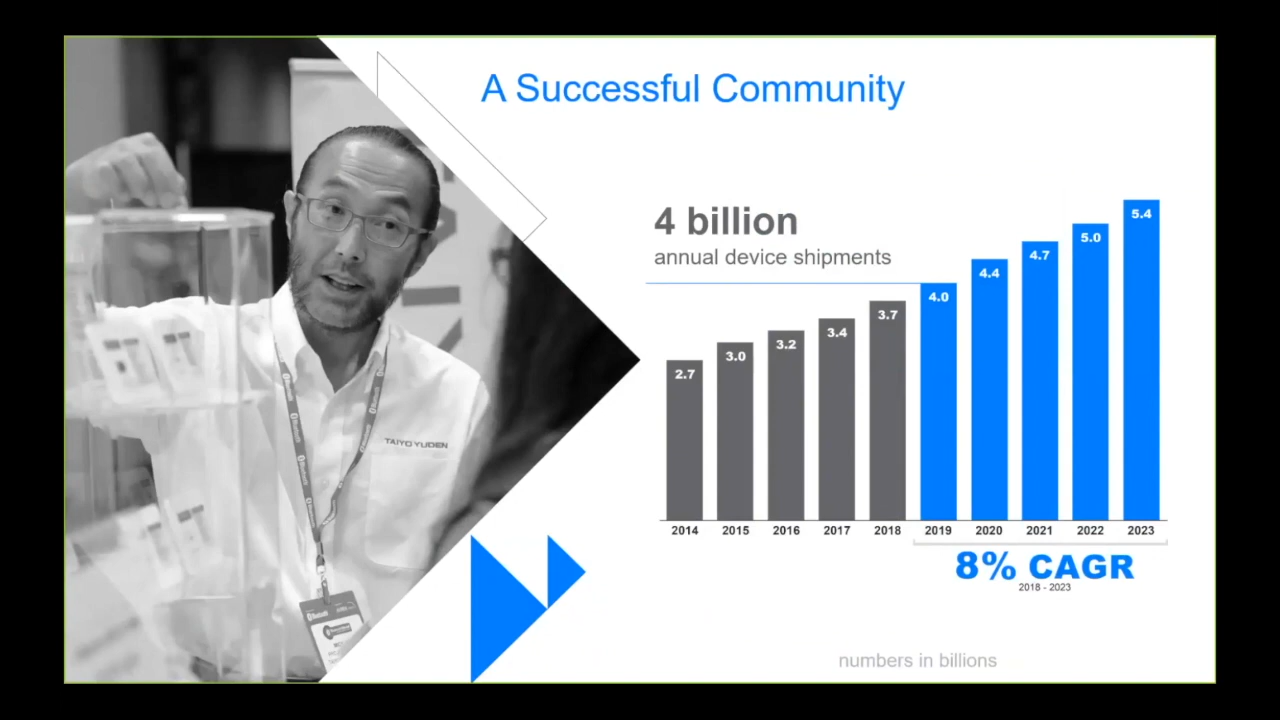 A Successful Community
4 billion
annual device shipments
2.7
3.0
3.2
3.4
3.7
4.0
4.4
4.7
5.0
5.4
2014
2015
2016
2017
2018
2019
2020
2021
2022
2023
8% CAGR
2018 - 2023
numbers in billions
TAIYO YUDEN
Bluetooth